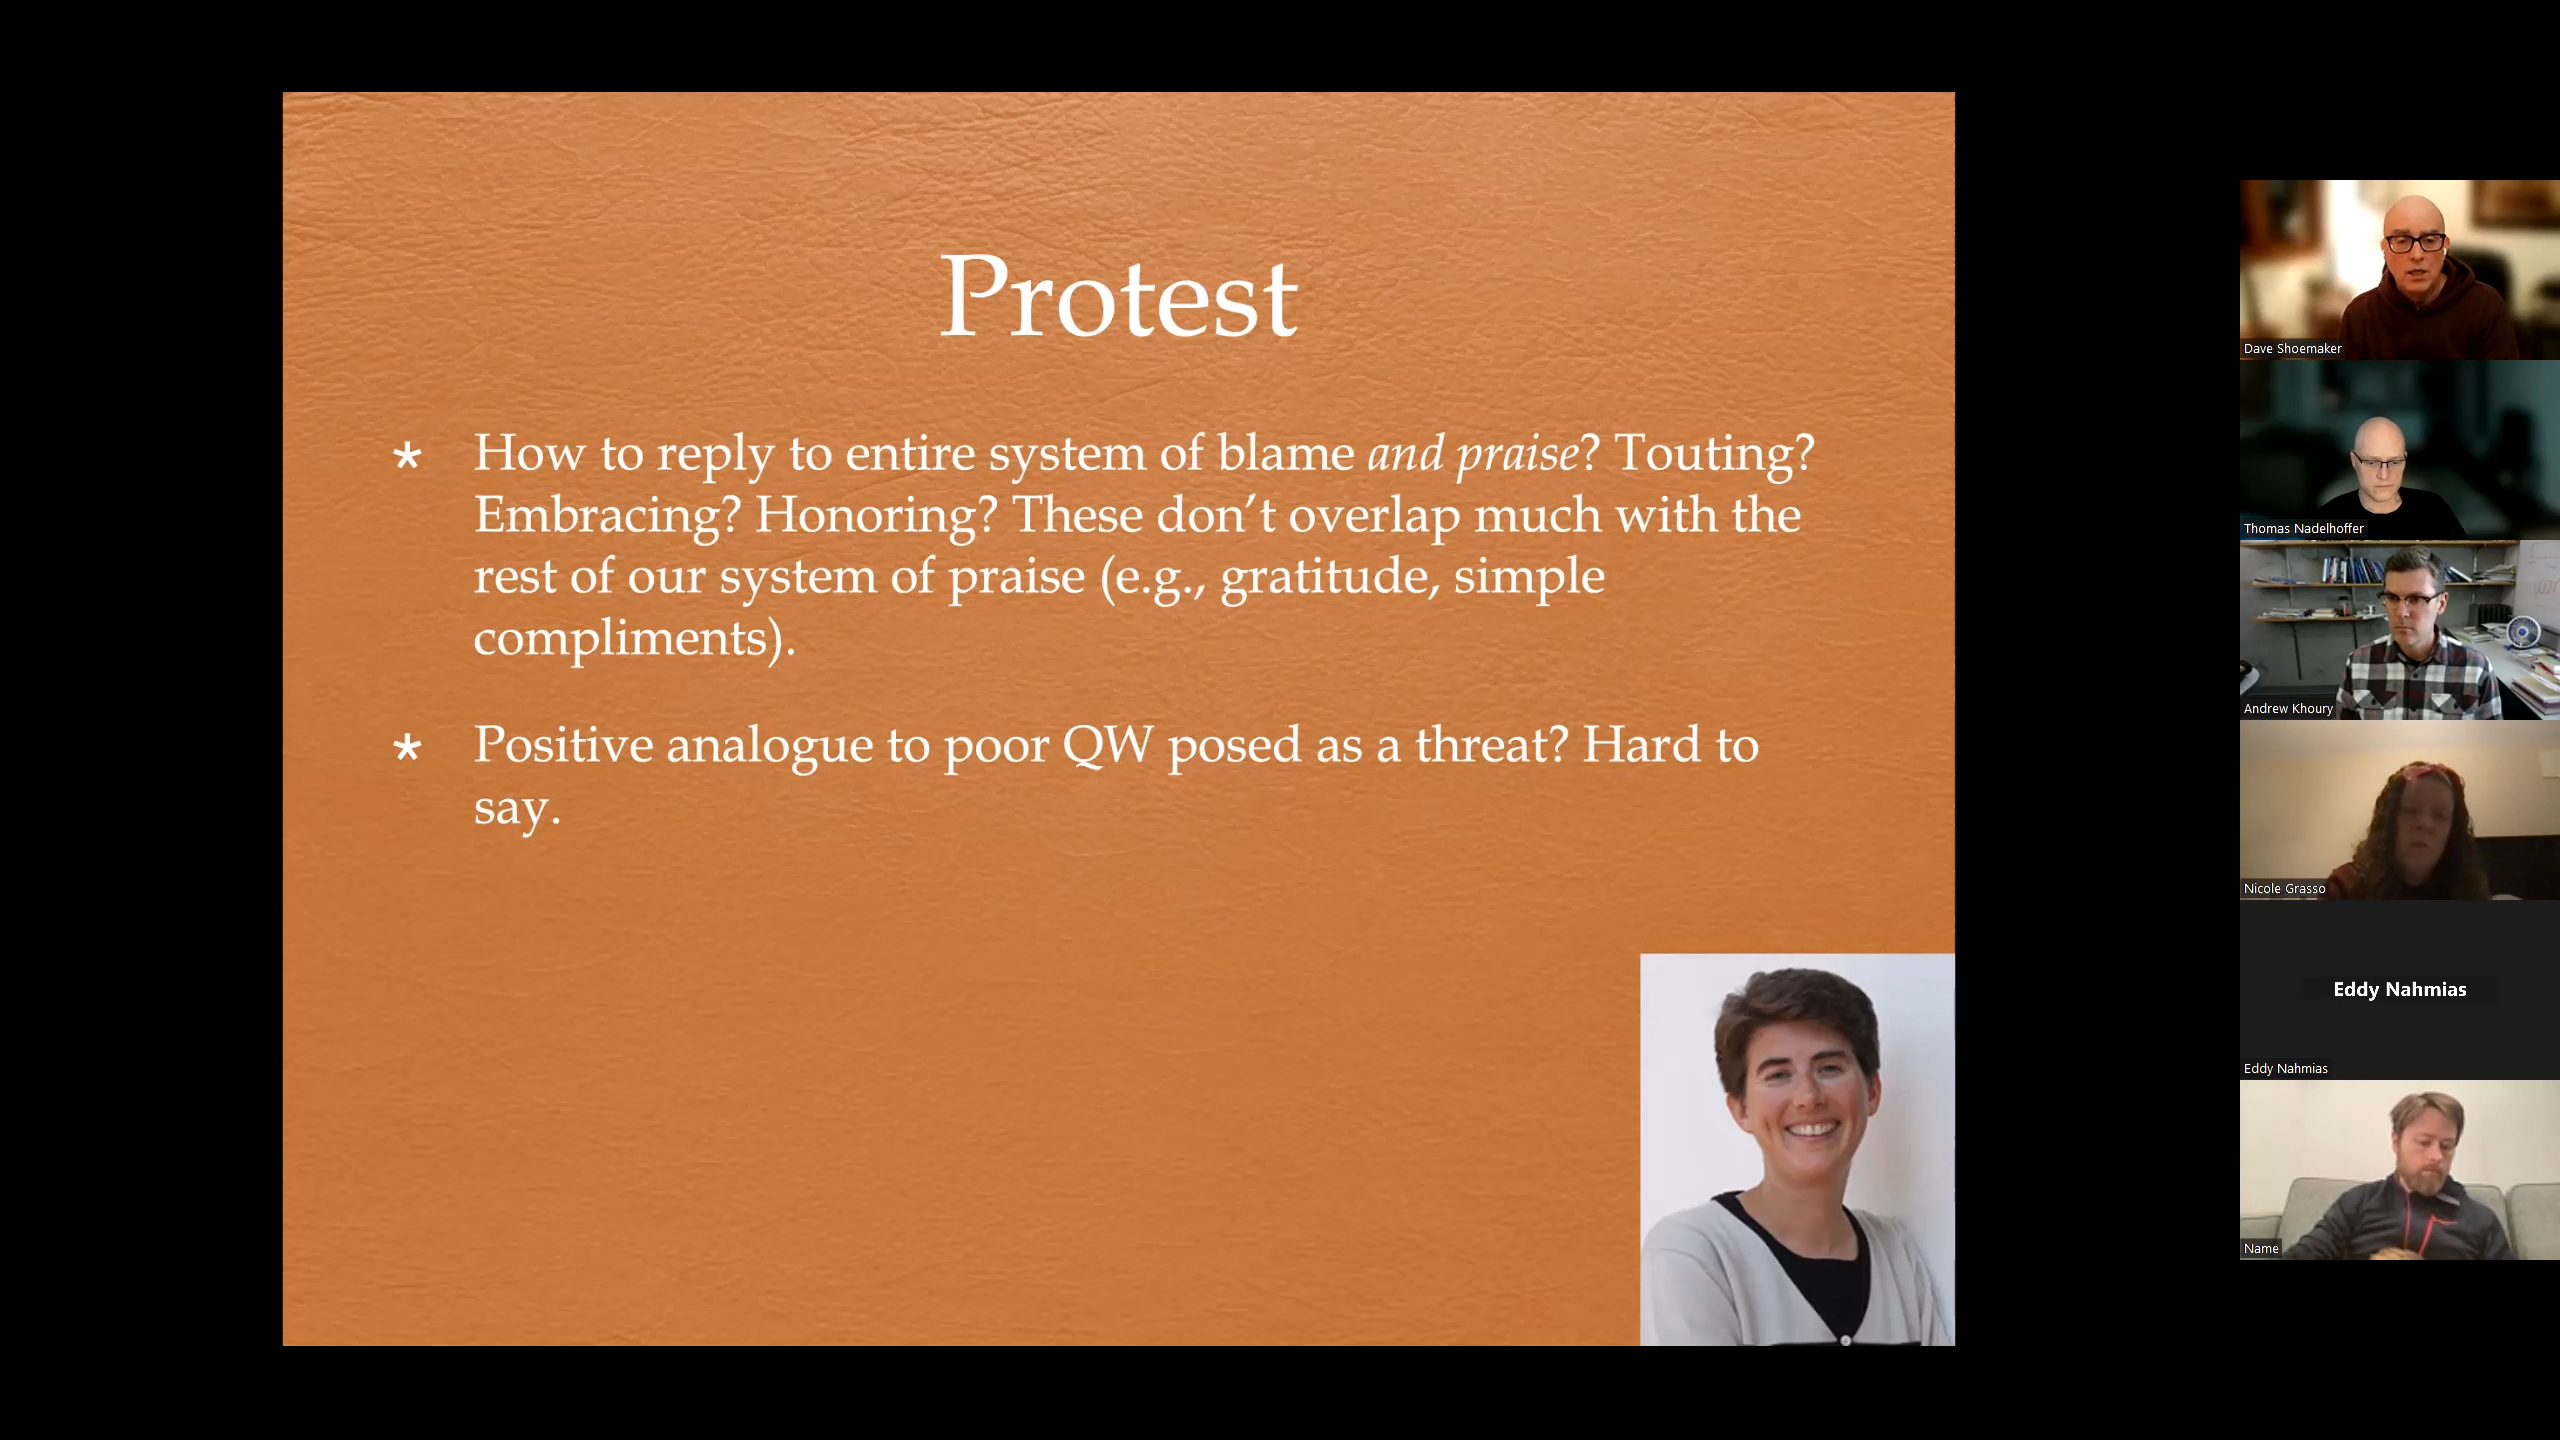 Protest
* How to reply to entire system of blame and praise? Touting?
Embracing? Honoring? These don’t overlap much with the
rest of our system of praise (e.g., gratitude, simple
compliments).
* Positive analogue to poor QW posed as a threat? Hard to
say.
Dave Shoemaker
Thomas Nadelhoffer
Andrew Khoury
Nicole Grasso
Eddy Nahmias
Eddy Nahmias
Name